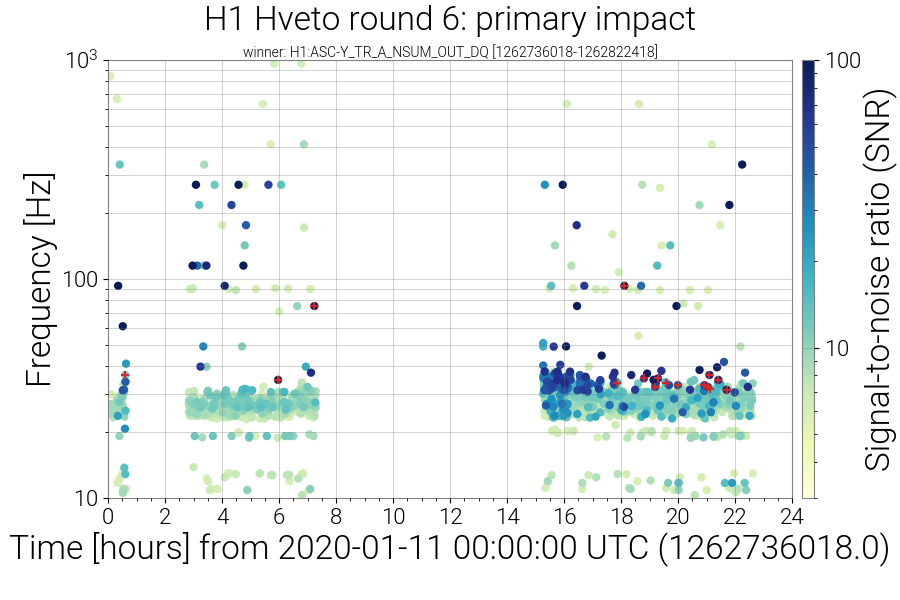 H1 Hveto round 6: primary impact
winner: H1:ASC-Y_TR_A_NSUM_OUT_DQ [1262736018-1262822418]
Frequency [Hz]
10³
100
10
0 2 4 6 8 10 12 14 16 18 20 22 24
Time [hours] from 2020-01-11 00:00:00 UTC (1262736018.0)
100
10
Signal-to-noise ratio (SNR)